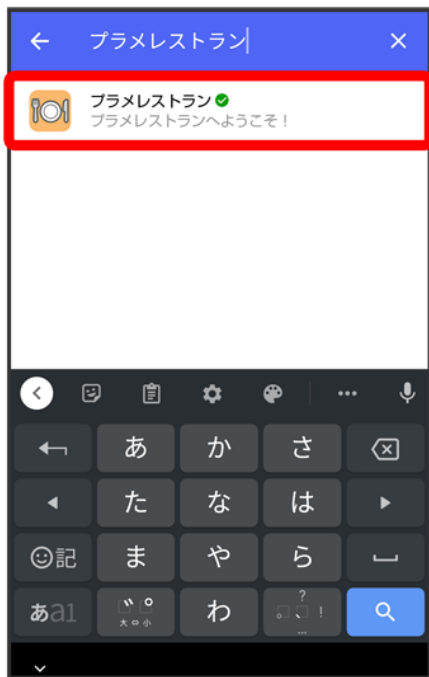 プラメレストラン
プラメレストラン
プラメレストランへようこそ！
あ か さ
た な は
記 ま や ら
あa1 大⇔小 わ 、 ? ! …